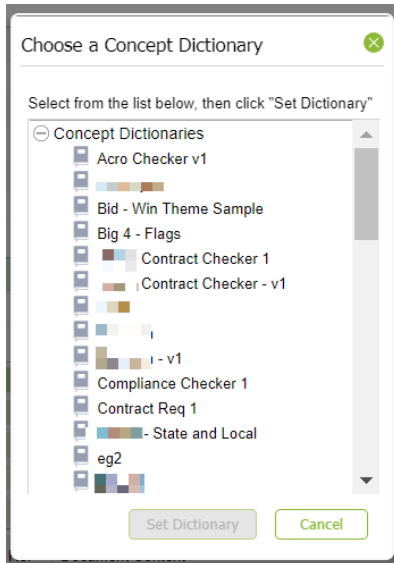 Choose a Concept Dictionary
Select from the list below, then click "Set Dictionary"
Concept Dictionaries
Acro Checker v1
Bid - Win Theme Sample
Big 4 - Flags
Contract Checker 1
Contract Checker - v1
- v1
Compliance Checker 1
Contract Req 1
- State and Local
eg2
Set Dictionary
Cancel